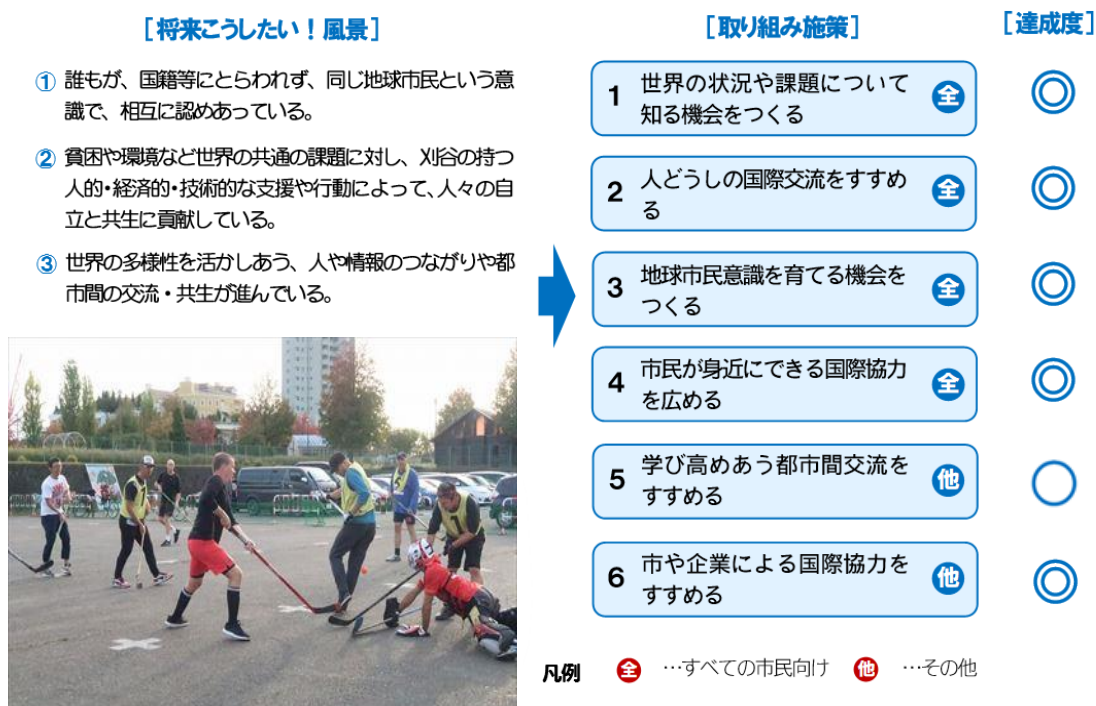 [将来こうしたい！風景]
① 誰もが、国籍等にとらわれず、同じ地球市民という意
識で、相互に認めあっている。
② 貧困や環境など世界の共通の課題に対し、刈谷の持つ
人的・経済的・技術的な支援や行動によって、人々の自
立と共生に貢献している。
③ 世界の多様性を活かしあう、人や情報のつながりや都
市間の交流・共生が進んでいる。
[取り組み施策]
[達成度]
1 世界の状況や課題について 全 ◎
知る機会をつくる
2 人どうしの国際交流をすすめ 全 ◎
る
3 地球市民意識を育てる機会を 全 ◎
つくる
4 市民が身近にできる国際協力 全 ◎
を広める
5 学び高めあう都市間交流を 他 ○
すすめる
6 市や企業による国際協力を 他 ◎
すすめる
凡例 全 …すべての市民向け 他 …その他